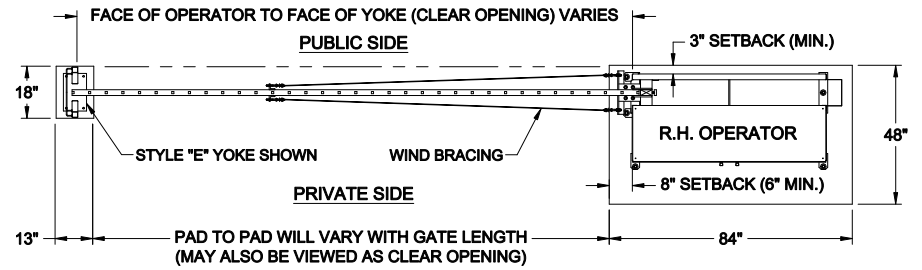 FACE OF OPERATOR TO FACE OF YOKE (CLEAR OPENING) VARIES
PUBLIC SIDE
3" SETBACK (MIN.)
18"
R.H. OPERATOR
48"
STYLE "E" YOKE SHOWN
WIND BRACING
8" SETBACK (6" MIN.)
PRIVATE SIDE
13"
PAD TO PAD WILL VARY WITH GATE LENGTH
84"
(MAY ALSO BE VIEWED AS CLEAR OPENING)